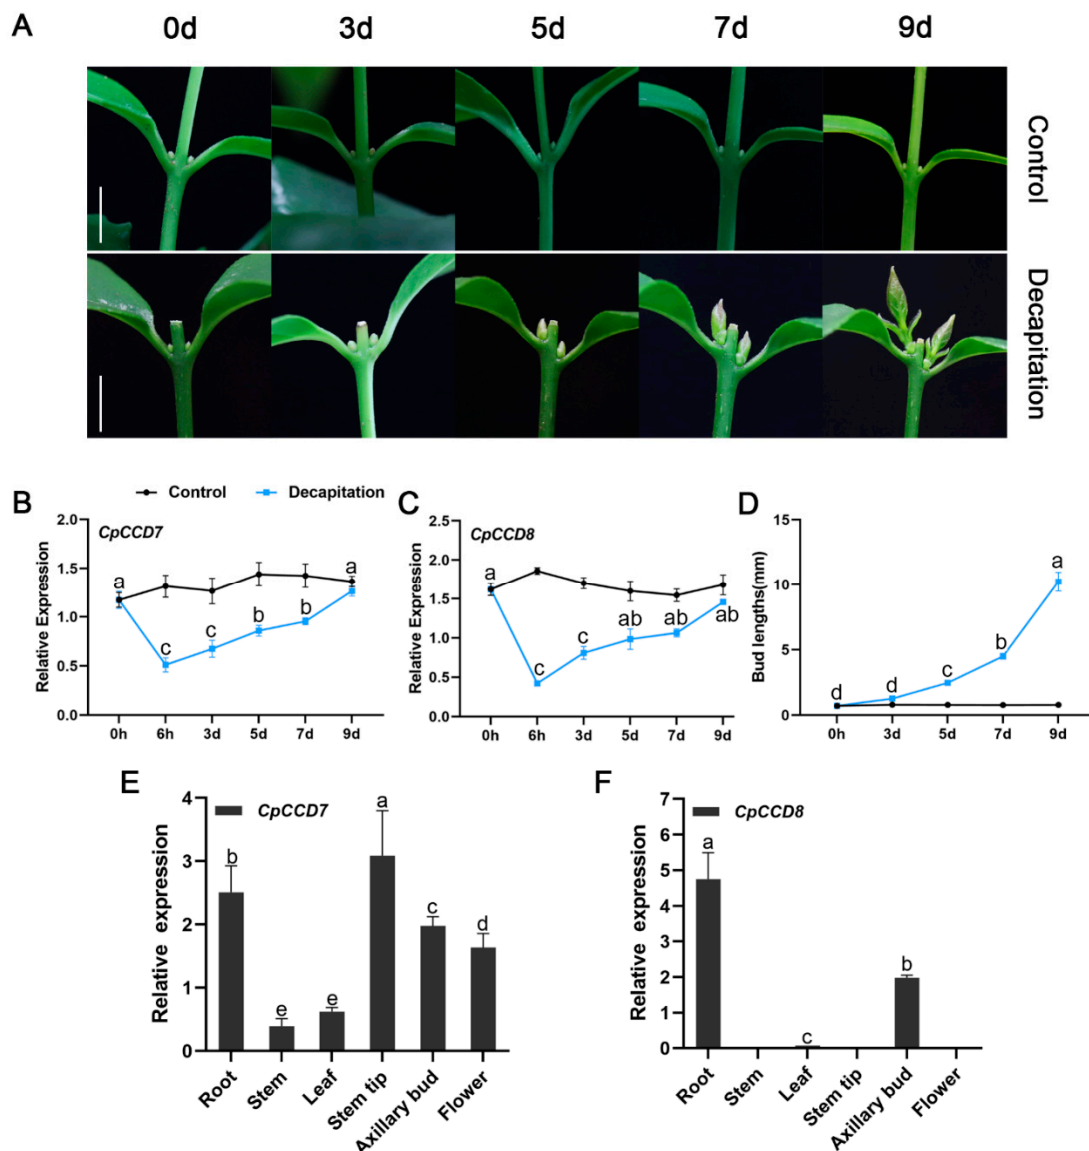 A
0d 3d 5d 7d 9d
Control
Decapitation
B
Control Decapitation
CpCCD7
Relative Expression
2.0
1.5
1.0
0.5
0.0
a
c
c
b
b
a
0h 6h 3d 5d 7d 9d
C
CpCCD8
Relative Expression
2.5
2.0
1.5
1.0
0.5
0.0
a
c
c
ab
ab
ab
0h 6h 3d 5d 7d 9d
D
Bud lengths(mm)
15
10
5
0
d
d
c
b
a
0h 3d 5d 7d 9d
E
CpCCD7
Relative expression
4
3
2
1
0
b
e
e
a
c
d
Root
Stem
Leaf
Stem tip
Axillary bud
Flower
F
CpCCD8
Relative expression
7
6
5
4
3
2
1
0
a
c
b
Root
Stem
Leaf
Stem tip
Axillary bud
Flower